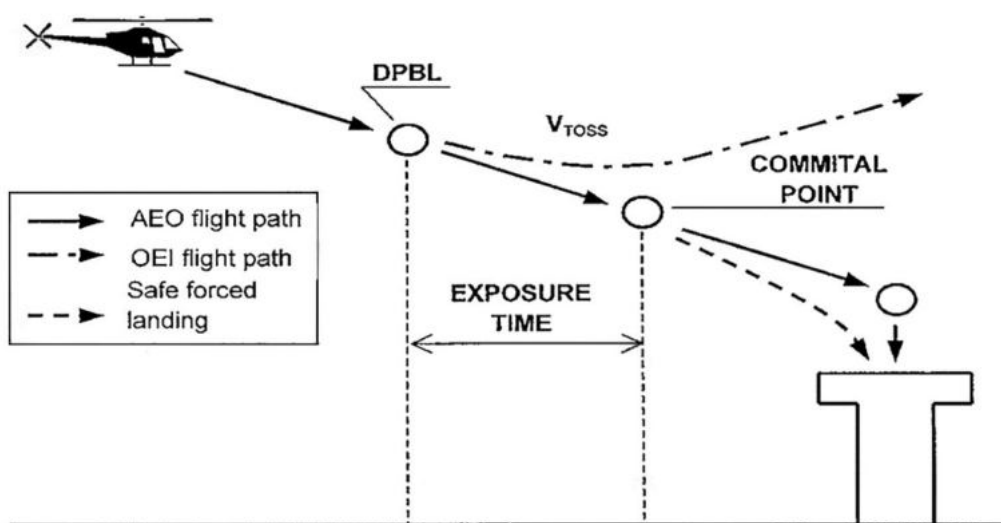 DPBL
VTOSS
COMMITAL
POINT
AEO flight path
OEI flight path
Safe forced
landing
EXPOSURE
TIME